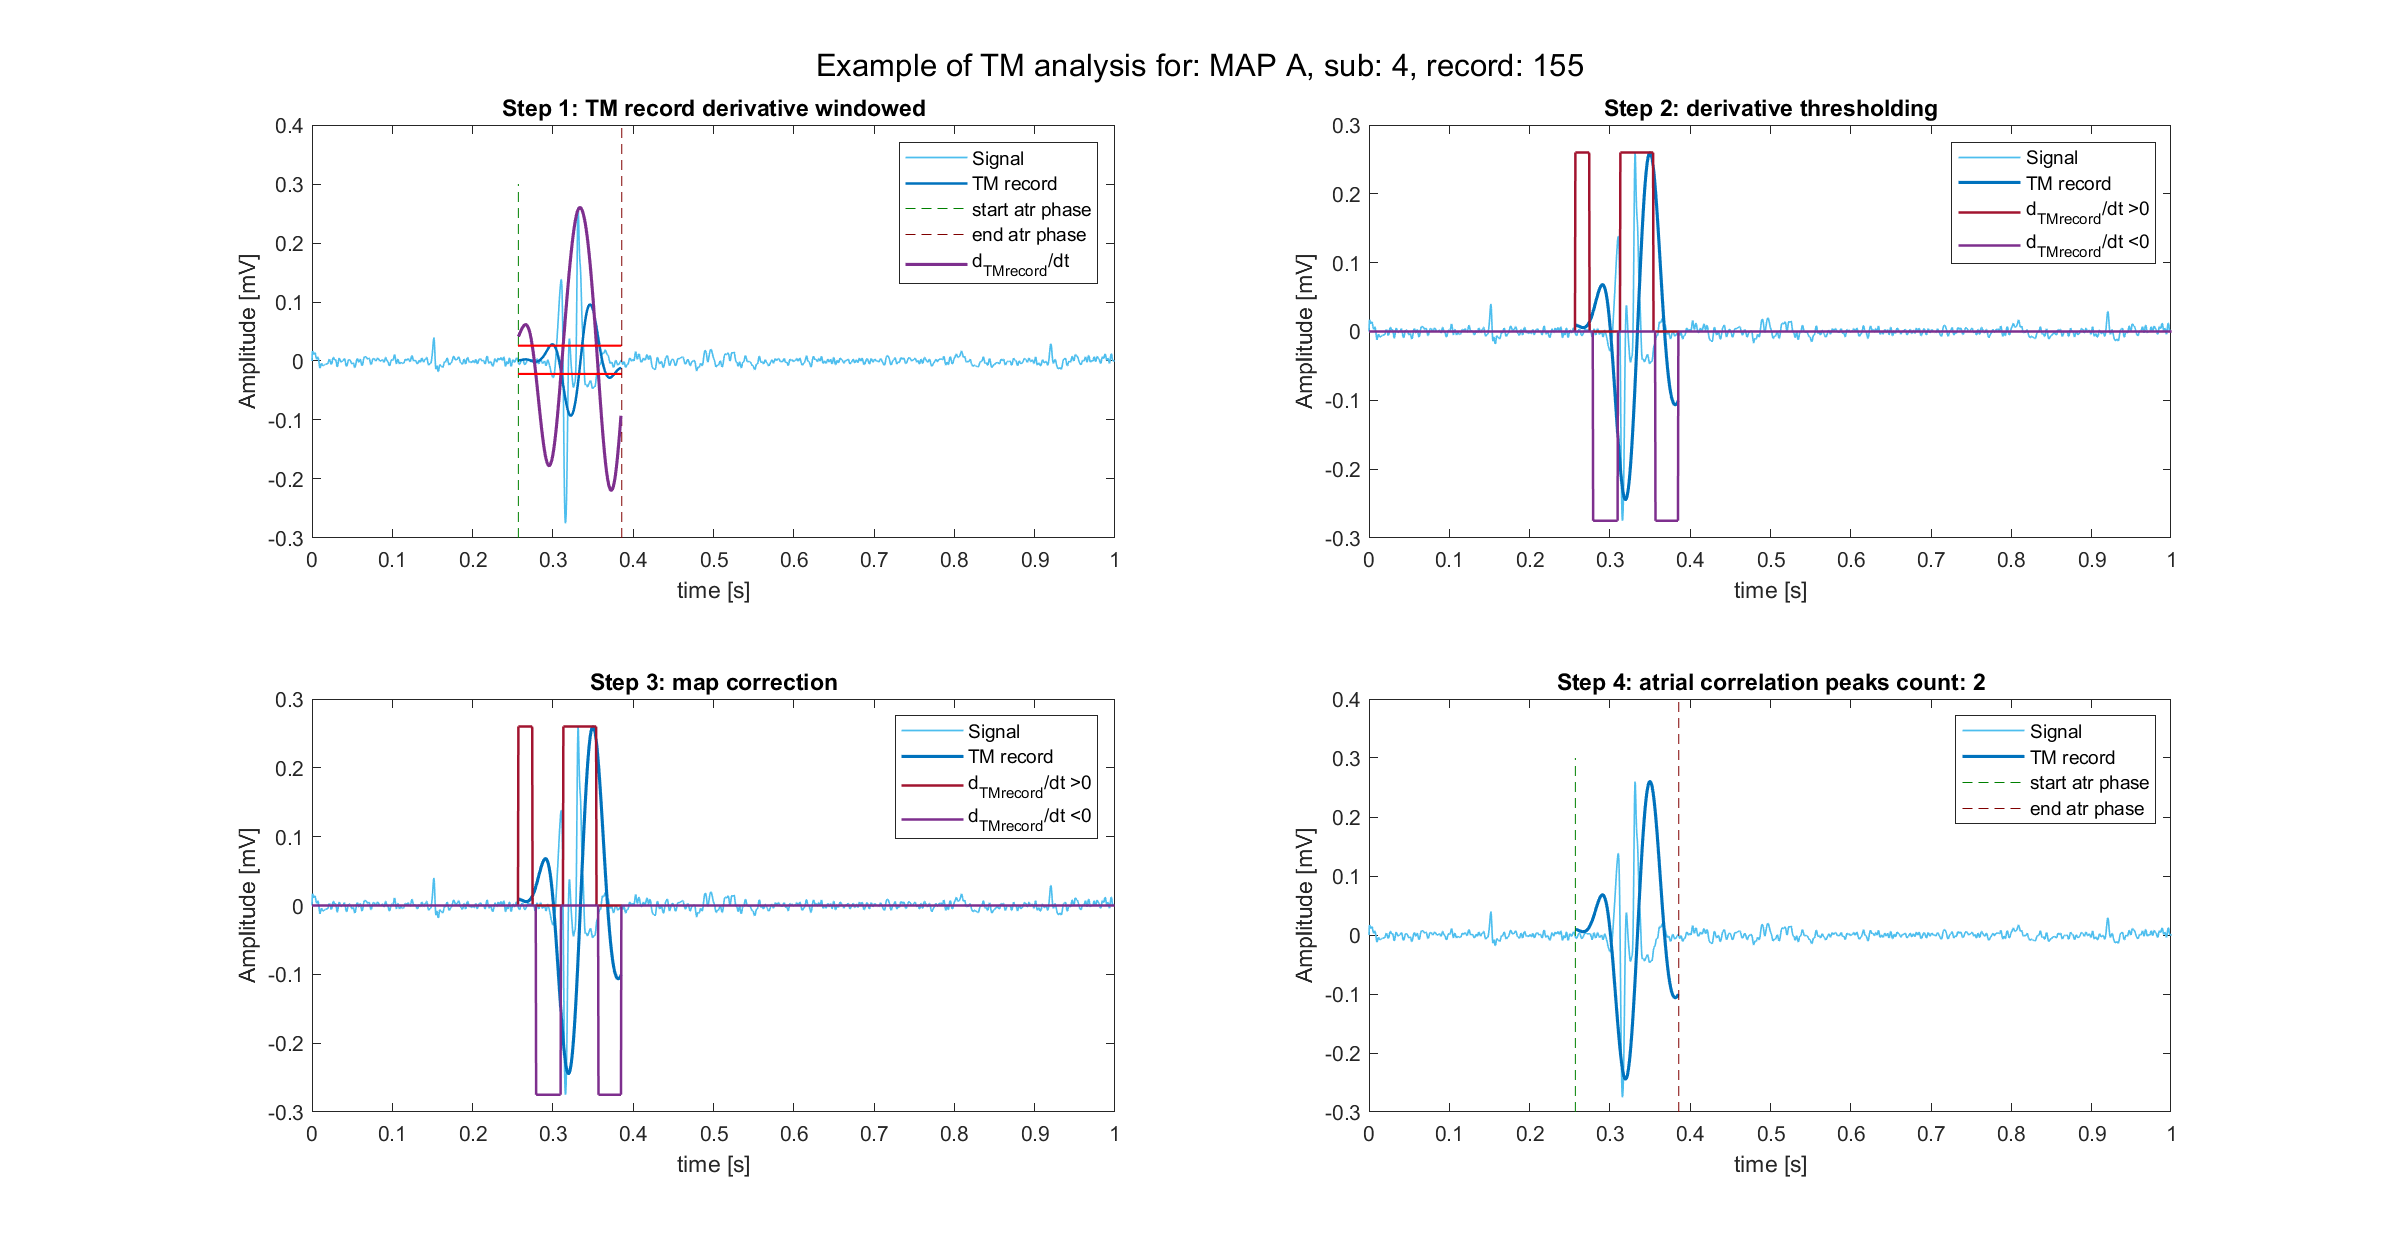 Example of TM analysis for: MAP A, sub: 4, record: 155
Step 1: TM record derivative windowed
0.4
0.3
0.2
0.1
0
-0.1
-0.2
-0.3
Amplitude [mV]
0 0.1 0.2 0.3 0.4 0.5 0.6 0.7 0.8 0.9 1
time [s]
Signal
TM record
start atr phase
end atr phase
dTMrecord/dt
Step 2: derivative thresholding
0.3
0.2
0.1
0
-0.1
-0.2
-0.3
Amplitude [mV]
0 0.1 0.2 0.3 0.4 0.5 0.6 0.7 0.8 0.9 1
time [s]
Signal
TM record
dTMrecord/dt >0
dTMrecord/dt <0
Step 3: map correction
0.3
0.2
0.1
0
-0.1
-0.2
-0.3
Amplitude [mV]
0 0.1 0.2 0.3 0.4 0.5 0.6 0.7 0.8 0.9 1
time [s]
Signal
TM record
dTMrecord/dt >0
dTMrecord/dt <0
Step 4: atrial correlation peaks count: 2
0.4
0.3
0.2
0.1
0
-0.1
-0.2
-0.3
Amplitude [mV]
0 0.1 0.2 0.3 0.4 0.5 0.6 0.7 0.8 0.9 1
time [s]
Signal
TM record
start atr phase
end atr phase